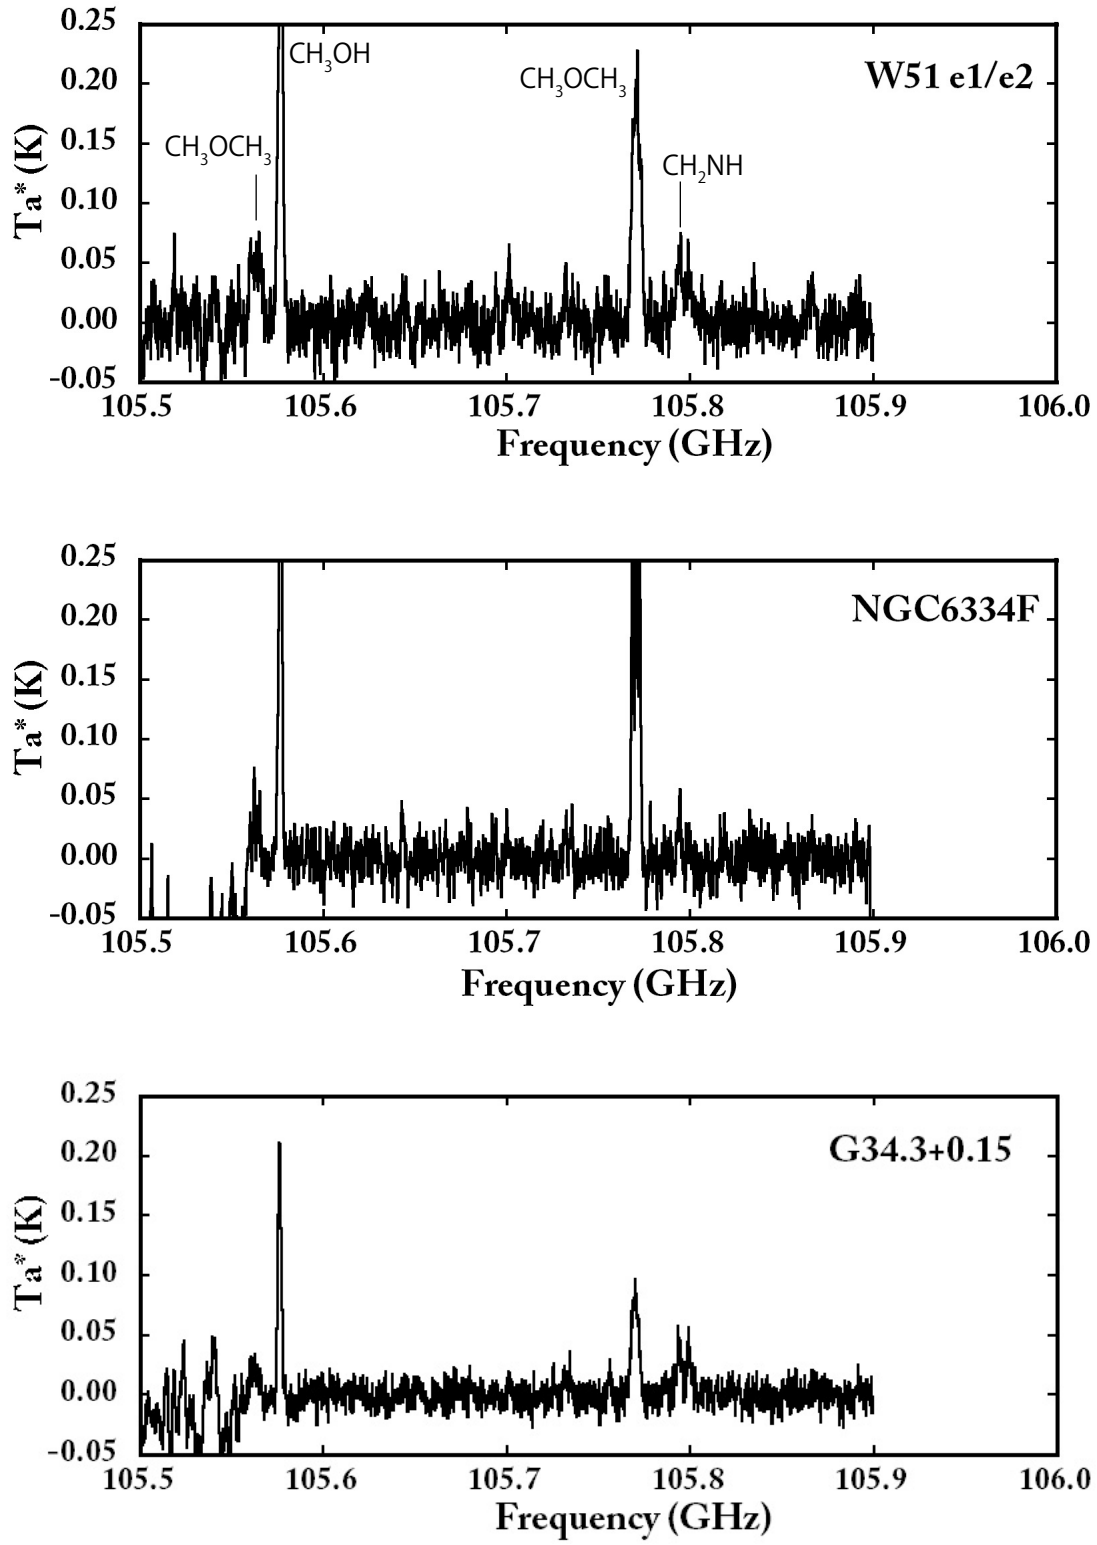 0.25
CH3OH
CH3OCH3
W51 e1/e2
0.20
CH3OCH3
0.15
CH2NH
0.10
0.05
0.00
-0.05
Ta* (K)
105.5 105.6 105.7 105.8 105.9 106.0
Frequency (GHz)
0.25
NGC6334F
0.20
0.15
0.10
0.05
0.00
-0.05
Ta* (K)
105.5 105.6 105.7 105.8 105.9 106.0
Frequency (GHz)
0.25
G34.3+0.15
0.20
0.15
0.10
0.05
0.00
-0.05
Ta* (K)
105.5 105.6 105.7 105.8 105.9 106.0
Frequency (GHz)